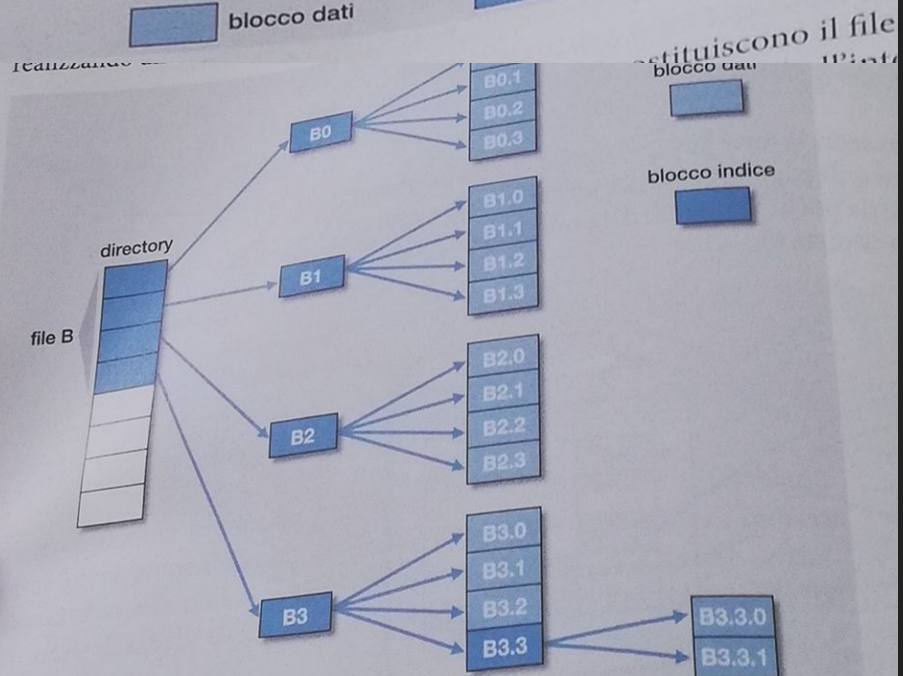 blocco dati
stituiscono il file
realizzando
blocco dati
B0.1
B0.2
B0.3
B0
blocco indice
B1.0
B1.1
B1.2
B1.3
B1
directory
file B
B2.0
B2.1
B2.2
B2.3
B2
B3.0
B3.1
B3.2
B3.3
B3
B3.3.0
B3.3.1